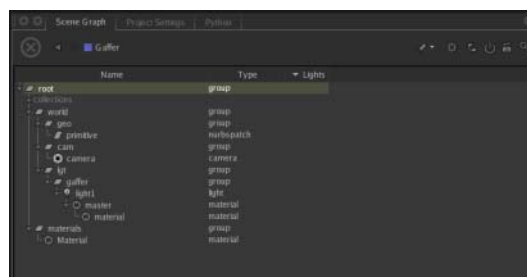 Scene Graph Project Settings Python
Gaffer
Name Type Lights
root group
collections
world group
geo group
primitive nurbspatch
cam group
camera camera
lgt group
gaffer group
light1 light
master material
material material
materials group
Material material